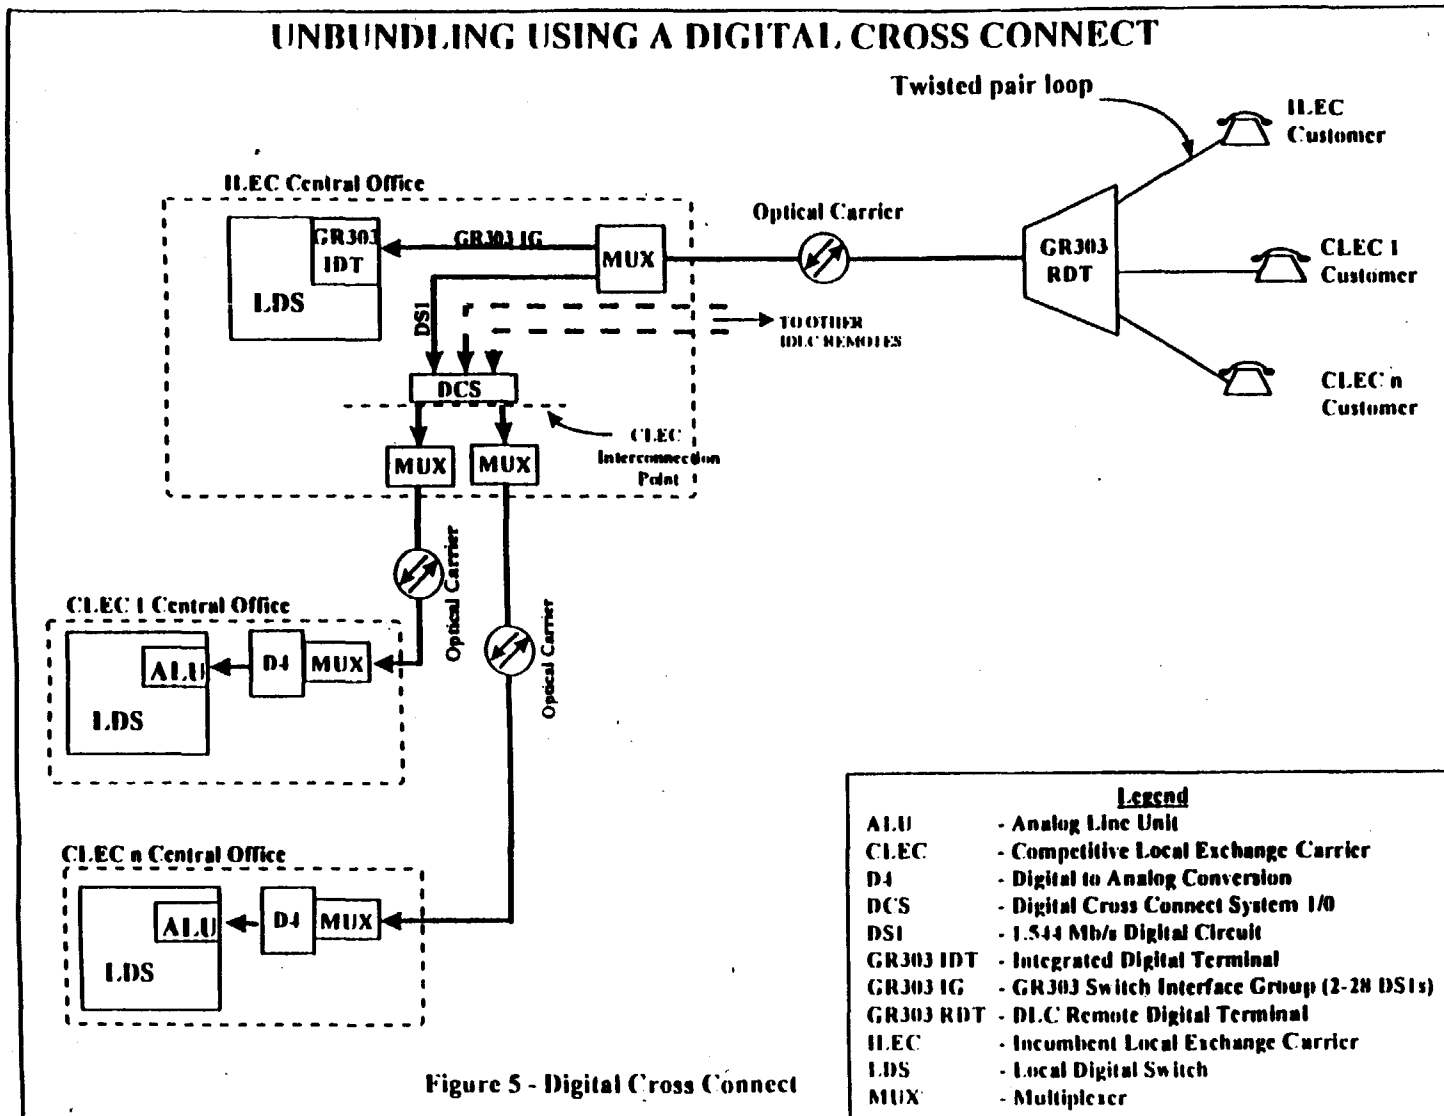 UNBUNDLING USING A DIGITAL CROSS CONNECT
Twisted pair loop
ILEC
Customer
ILEC Central Office
Optical Carrier
GR303
IDT
LDS
GR303 IG
MUX
GR303
RDT
CLEC 1
Customer
DS1
TO OTHER
IDLC REMOTES
DCS
CLEC n
Customer
CLEC
Interconnection
Point
MUX
MUX
Optical Carrier
Optical Carrier
CLEC 1 Central Office
ALU
D4
MUX
LDS
CLEC n Central Office
ALU
D4
MUX
LDS
Legend
ALU - Analog Line Unit
CLEC - Competitive Local Exchange Carrier
D4 - Digital to Analog Conversion
DCS - Digital Cross Connect System 1/0
DS1 - 1.544 Mb/s Digital Circuit
GR303 IDT - Integrated Digital Terminal
GR303 IG - GR303 Switch Interface Group (2-28 DS1s)
GR303 RDT - DLC Remote Digital Terminal
ILEC - Incumbent Local Exchange Carrier
LDS - Local Digital Switch
MUX - Multiplexer
Figure 5 - Digital Cross Connect